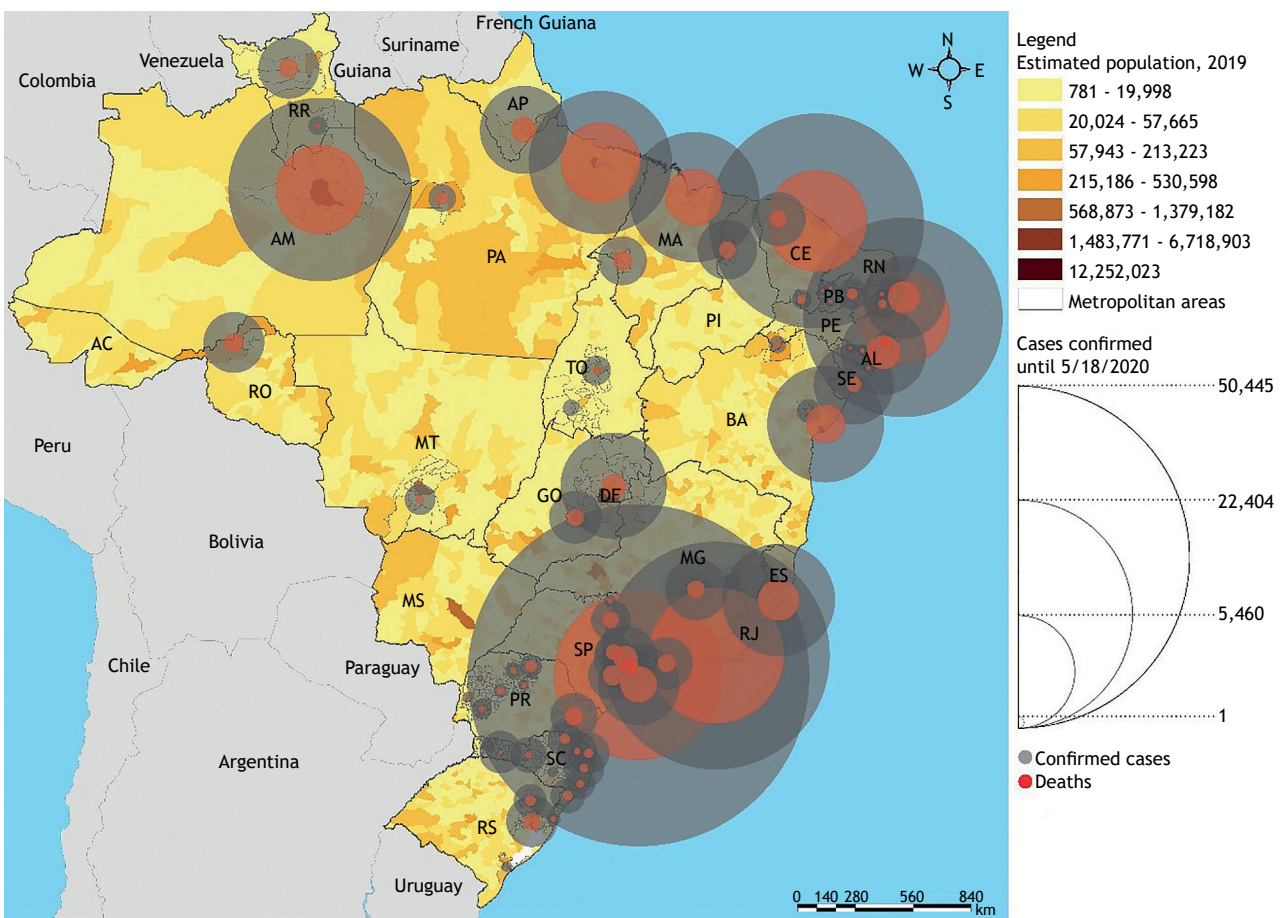 French Guiana
Suriname
Venezuela
Guiana
Colombia
N
W E
S
RR
AP
AM
PA
MA
CE
RN
PB
PI
PE
AL
SE
AC
RO
TO
BA
MT
Peru
GO
DF
Bolivia
MG
ES
MS
RJ
SP
Chile
Paraguay
PR
SC
Argentina
RS
Uruguay
0 140 280 560 840
km
Legend
Estimated population, 2019
781 - 19,998
20,024 - 57,665
57,943 - 213,223
215,186 - 530,598
568,873 - 1,379,182
1,483,771 - 6,718,903
12,252,023
Metropolitan areas
Cases confirmed
until 5/18/2020
50,445
22,404
5,460
1
Confirmed cases
Deaths